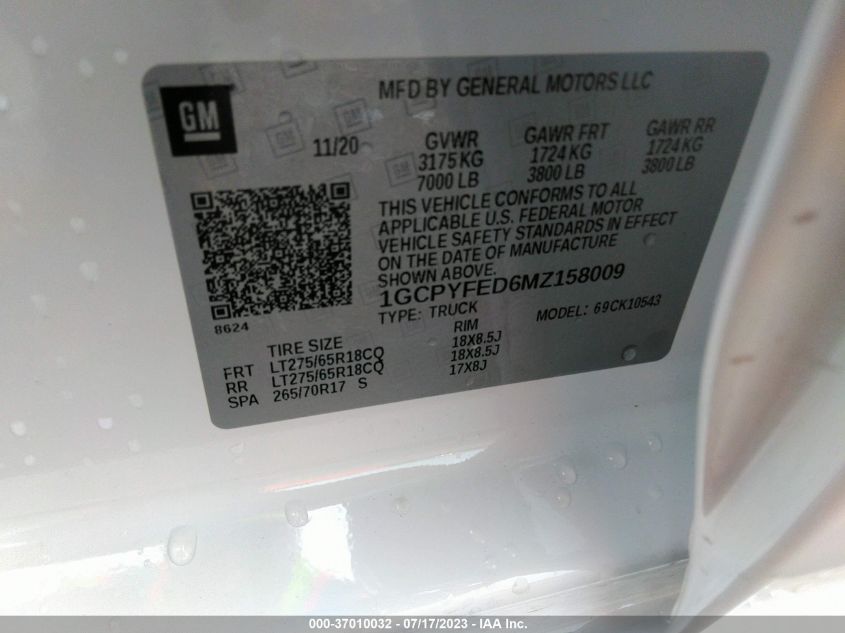 MFD BY GENERAL MOTORS LLC
GM
11/20
GVWR GAWR FRT GAWR RR
3175 KG 1724 KG 1724 KG
7000 LB 3800 LB 3800 LB
THIS VEHICLE CONFORMS TO ALL
APPLICABLE U.S. FEDERAL MOTOR
VEHICLE SAFETY STANDARDS IN EFFECT
ON THE DATE OF MANUFACTURE
SHOWN ABOVE.
1GCPYFED6MZ158009
TYPE: TRUCK MODEL: 69CK10543
8624
TIRE SIZE RIM
FRT LT275/65R18CQ 18X8.5J
RR LT275/65R18CQ 18X8.5J
SPA 265/70R17 S 17X8J
000-37010032 - 07/17/2023 - IAA Inc.